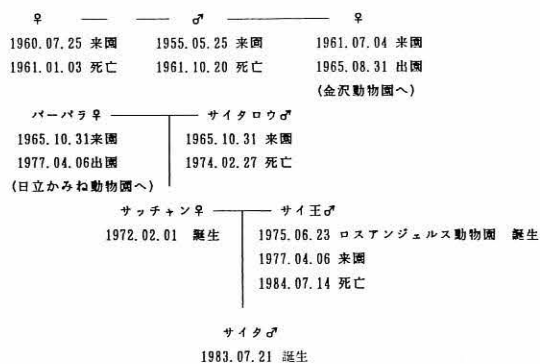 ♀ ♂ ♀
1960.07.25 来園 1955.05.25 来園 1961.07.04 来園
1961.01.03 死亡 1961.10.20 死亡 1965.08.31 出園
(金沢動物園へ)
バーバラ♀ サイタロウ♂
1965.10.31来園 1965.10.31 来園
1977.04.06出園 1974.02.27 死亡
(日立かみね動物園へ)
サッチャン♀ サイ王♂
1972.02.01 誕生 1975.06.23 ロスアンジェルス動物園 誕生
1977.04.06 来園
1984.07.14 死亡
サイタ♂
1983.07.21 誕生